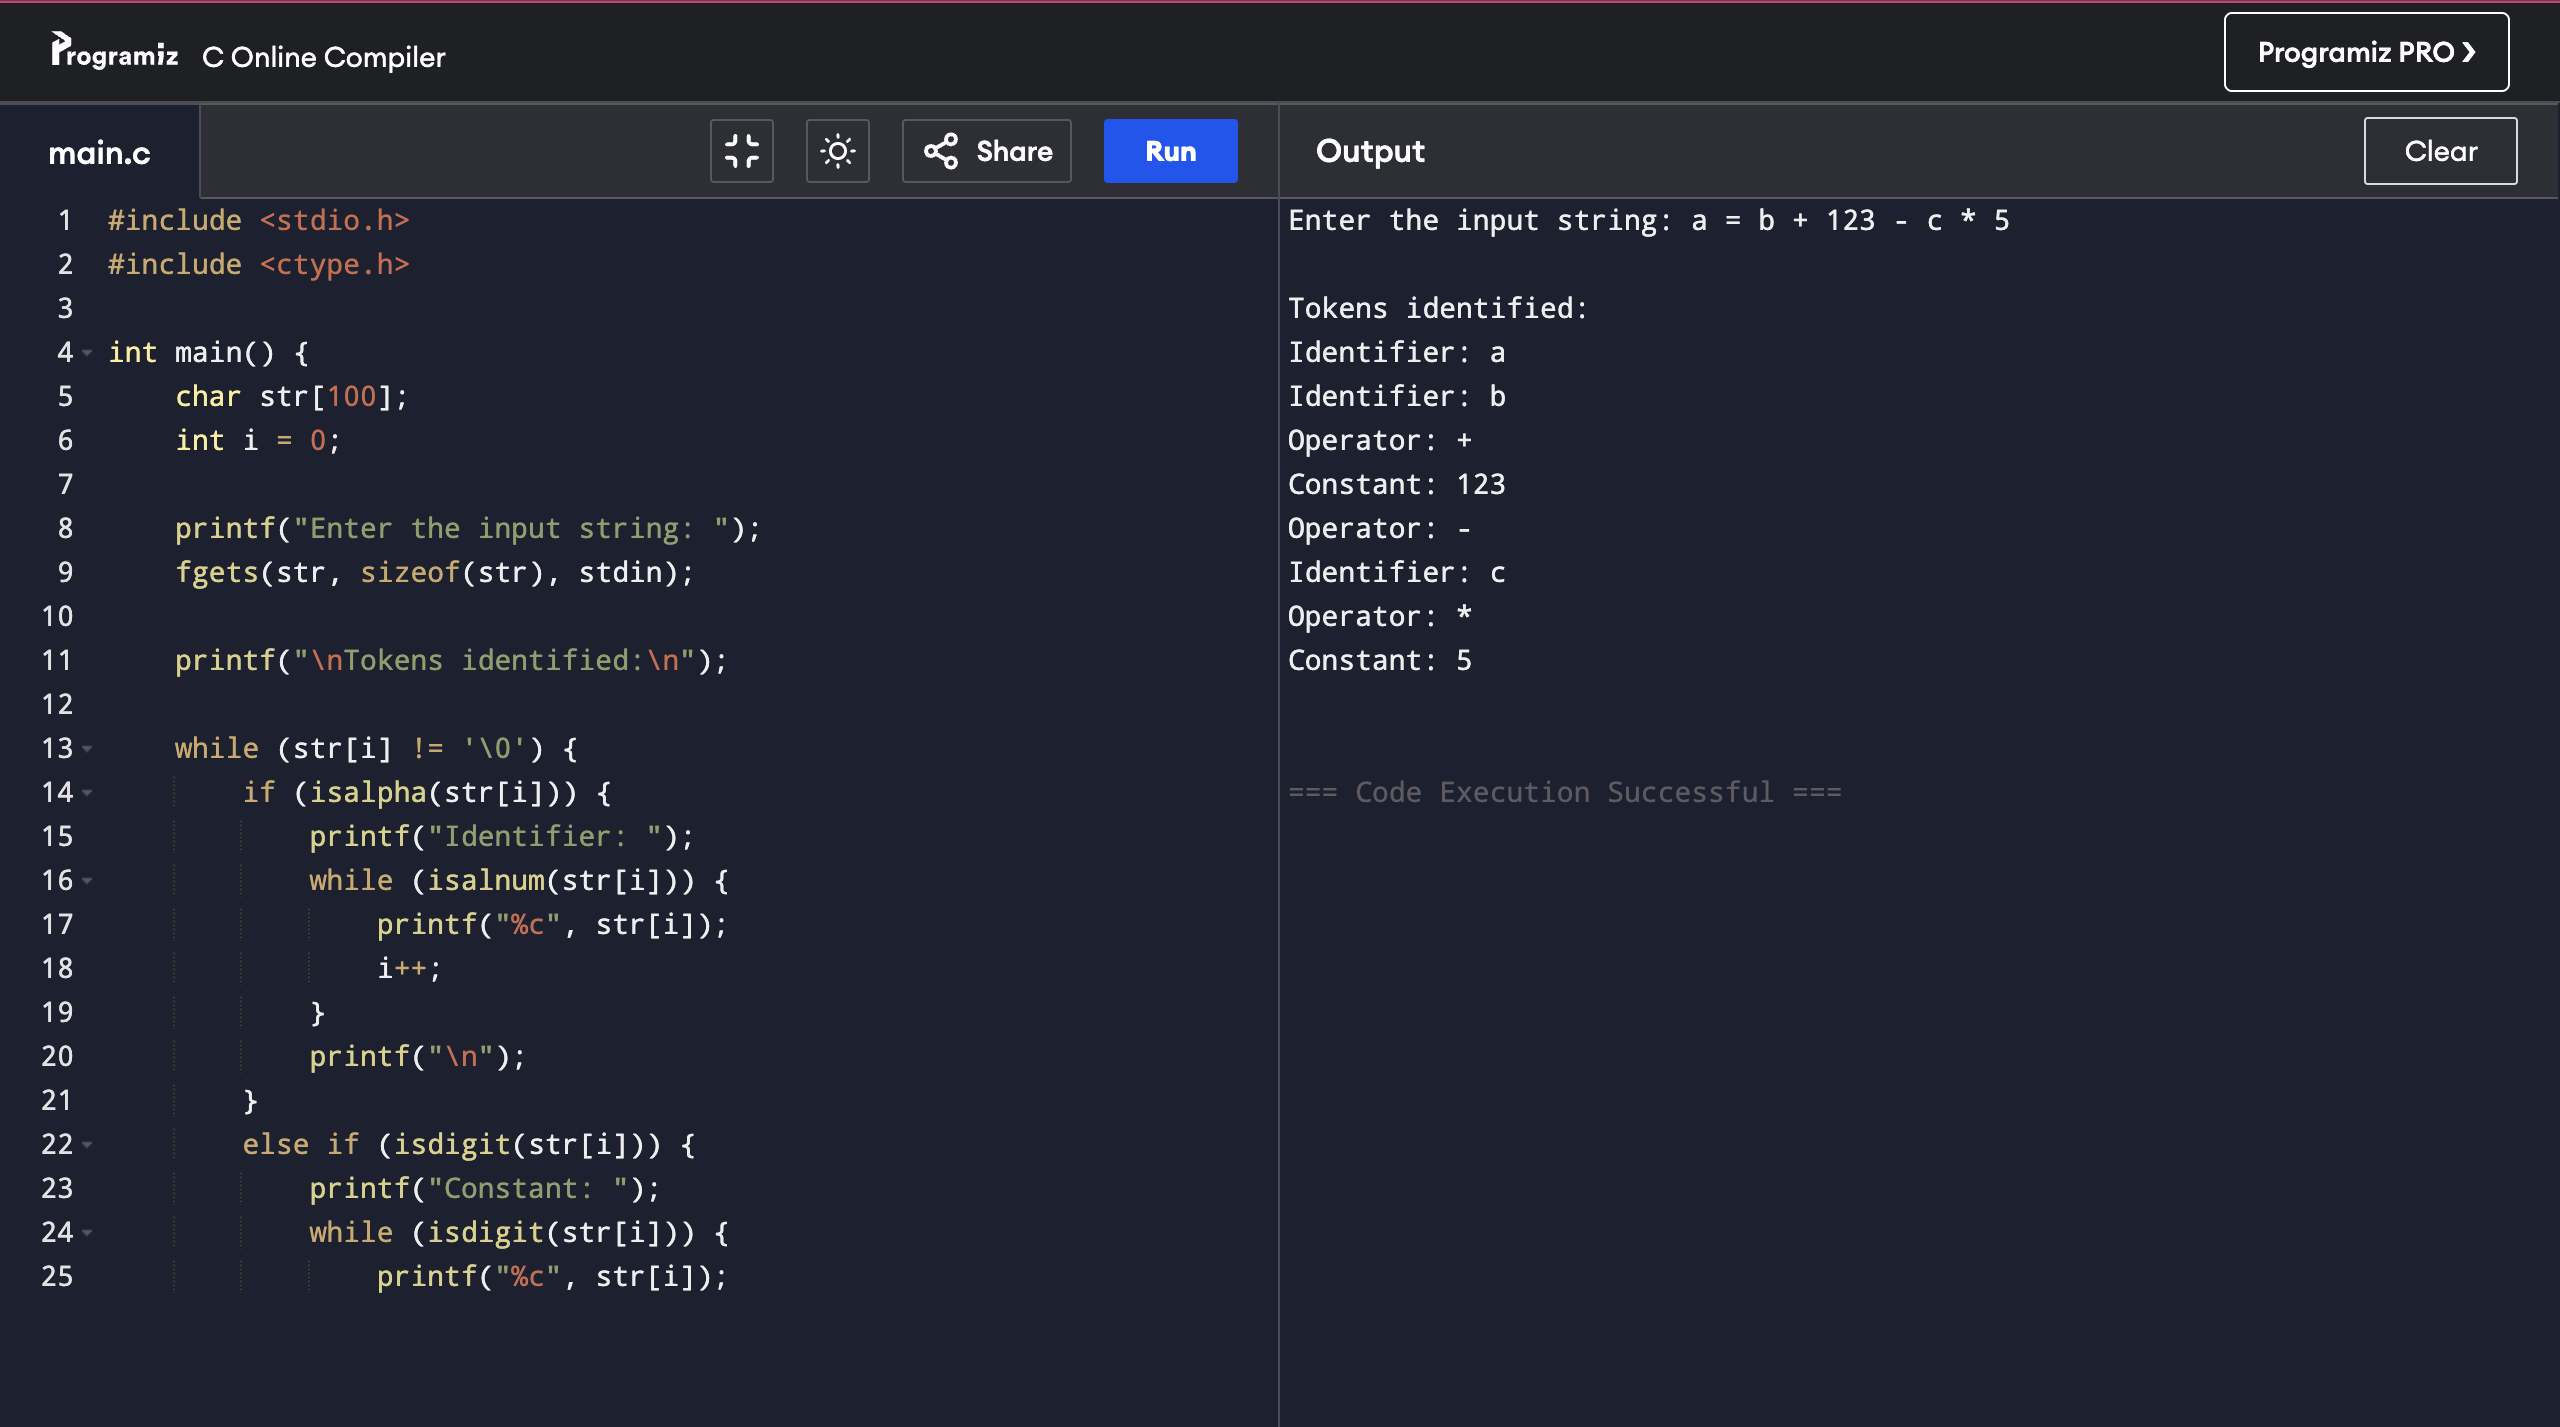 Programiz C Online Compiler
Programiz PRO ❯
main.c
Share
Run
Output
Clear
1 #include <stdio.h>
2 #include <ctype.h>
3
4 int main() {
5     char str[100];
6     int i = 0;
7
8     printf("Enter the input string: ");
9     fgets(str, sizeof(str), stdin);
10
11     printf("\nTokens identified:\n");
12
13     while (str[i] != '\0') {
14         if (isalpha(str[i])) {
15             printf("Identifier: ");
16             while (isalnum(str[i])) {
17                 printf("%c", str[i]);
18                 i++;
19             }
20             printf("\n");
21         }
22         else if (isdigit(str[i])) {
23             printf("Constant: ");
24             while (isdigit(str[i])) {
25                 printf("%c", str[i]);
Enter the input string: a = b + 123 - c * 5
Tokens identified:
Identifier: a
Identifier: b
Operator: +
Constant: 123
Operator: -
Identifier: c
Operator: *
Constant: 5
=== Code Execution Successful ===